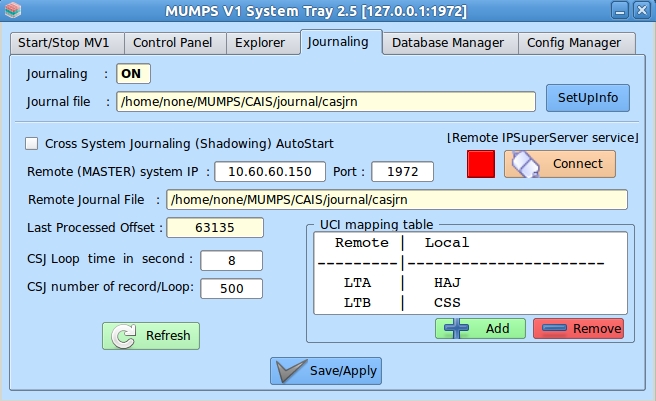 MUMPS V1 System Tray 2.5 [127.0.0.1:1972]
Start/Stop MV1 Control Panel Explorer Journaling Database Manager Config Manager
Journaling : ON
Journal file : /home/none/MUMPS/CAIS/journal/casjrn SetUpInfo
Cross System Journaling (Shadowing) AutoStart
[Remote IPSuperServer service]
Remote (MASTER) system IP : 10.60.60.150 Port : 1972 Connect
Remote Journal File : /home/none/MUMPS/CAIS/journal/casjrn
Last Processed Offset : 63135
UCI mapping table
Remote | Local
---------|----------------------
LTA | HAJ
LTB | CSS
CSJ Loop time in second : 8
CSJ number of record/Loop: 500
Add Remove
Refresh
Save/Apply